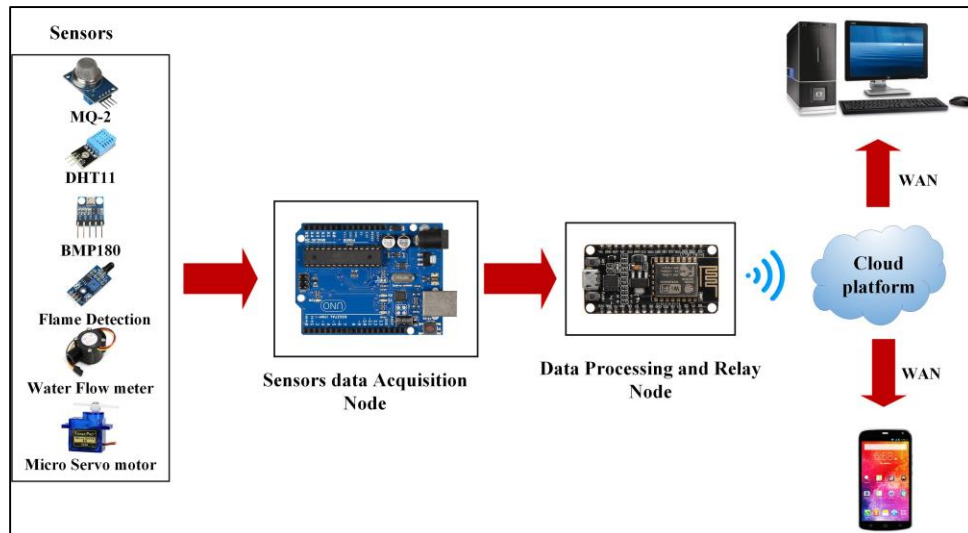 Sensors
MQ-2
DHT11
BMP180
Flame Detection
Water Flow meter
Micro Servo motor
UNO
Sensors data Acquisition
Node
Data Processing and Relay
Node
WAN
Cloud
platform
WAN